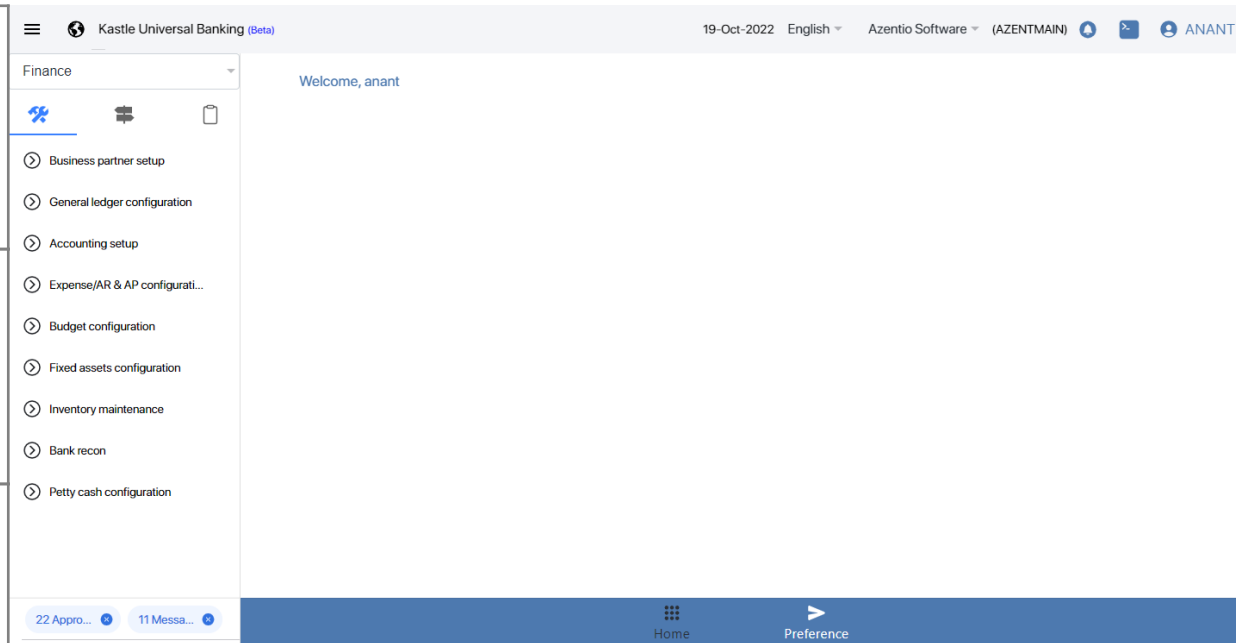 Kastle Universal Banking (Beta) 19-Oct-2022 English Azentio Software (AZENTMAIN) >_ ANANT
Finance
Welcome, anant
Business partner setup
General ledger configuration
Accounting setup
Expense/AR & AP configurati...
Budget configuration
Fixed assets configuration
Inventory maintenance
Bank recon
Petty cash configuration
22 Appro... 11 Messa...
Home Preference